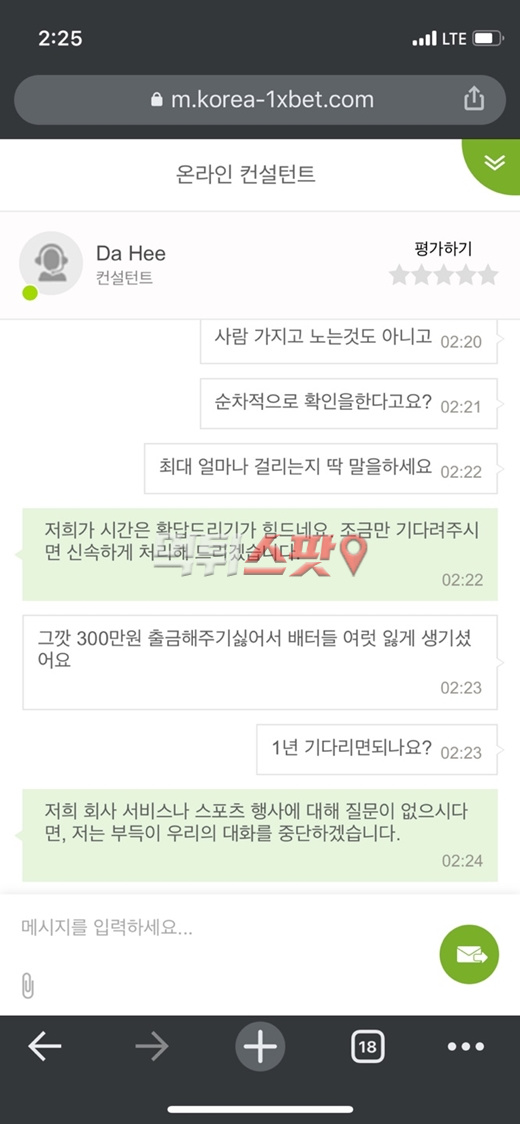 2:25
LTE
m.korea-1xbet.com
온라인 컨설턴트
Da Hee
컨설턴트
평가하기
사람 가지고 노는것도 아니고 02:20
순차적으로 확인을한다고요? 02:21
최대 얼마나 걸리는지 딱 말을하세요 02:22
저희가 시간은 확답드리기가 힘드네요, 조금만 기다려주시
면 신속하게 처리해 드리겠습니다.
먹튀스팟
02:22
그깟 300만원 출금해주기싫어서 배터들 여럿 잃게 생기셨
어요
02:23
1년 기다리면되나요? 02:23
저희 회사 서비스나 스포츠 행사에 대해 질문이 없으시다
면, 저는 부득이 우리의 대화를 중단하겠습니다.
02:24
메시지를 입력하세요...
18